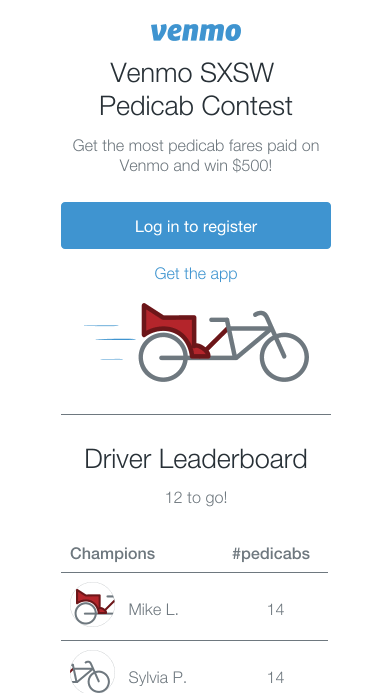 venmo
Venmo SXSW
Pedicab Contest
Get the most pedicab fares paid on
Venmo and win $500!
Log in to register
Get the app
Driver Leaderboard
12 to go!
Champions #pedicabs
Mike L. 14
Sylvia P. 14